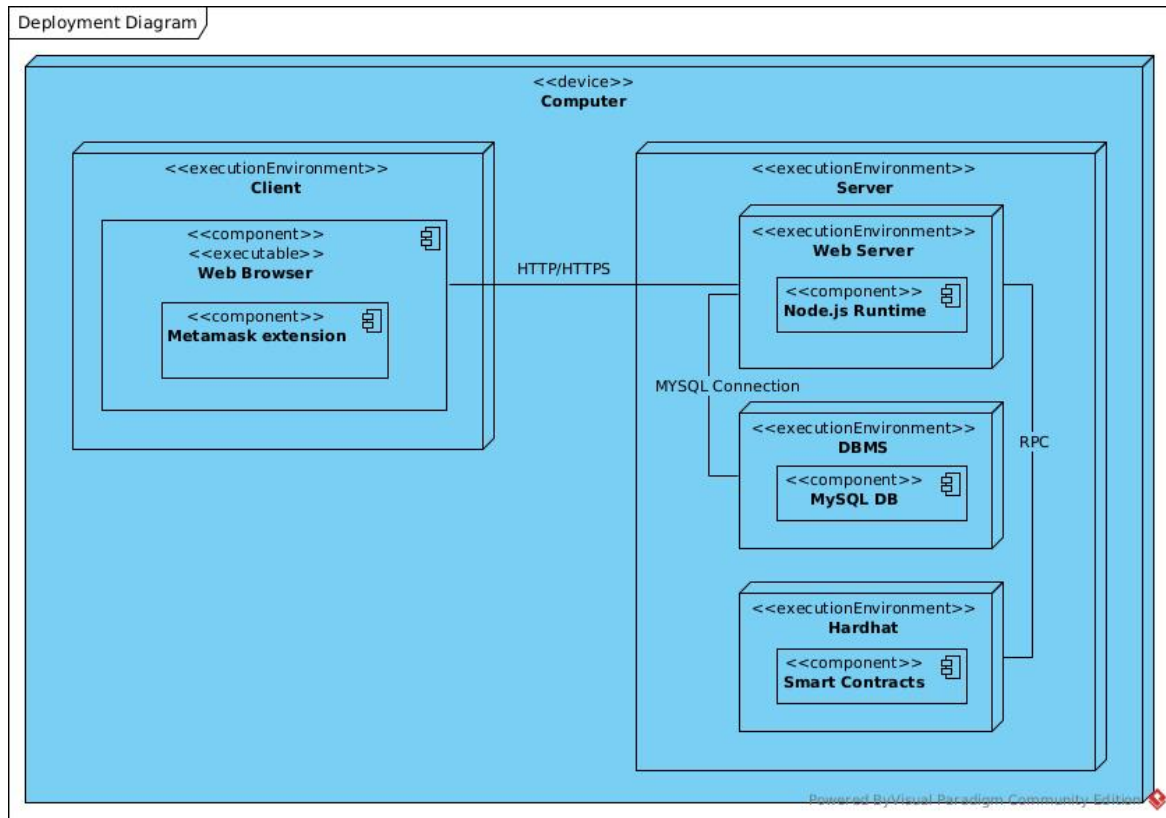 Deployment Diagram
<<device>>
Computer
<<executionEnvironment>>
Client
<<component>>
<<executable>>
Web Browser
<<component>>
Metamask extension
HTTP/HTTPS
<<executionEnvironment>>
Server
<<executionEnvironment>>
Web Server
<<component>>
Node.js Runtime
MYSQL Connection
<<executionEnvironment>>
DBMS
<<component>>
MySQL DB
RPC
<<executionEnvironment>>
Hardhat
<<component>>
Smart Contracts
Powered ByVisual Paradigm Community Edition